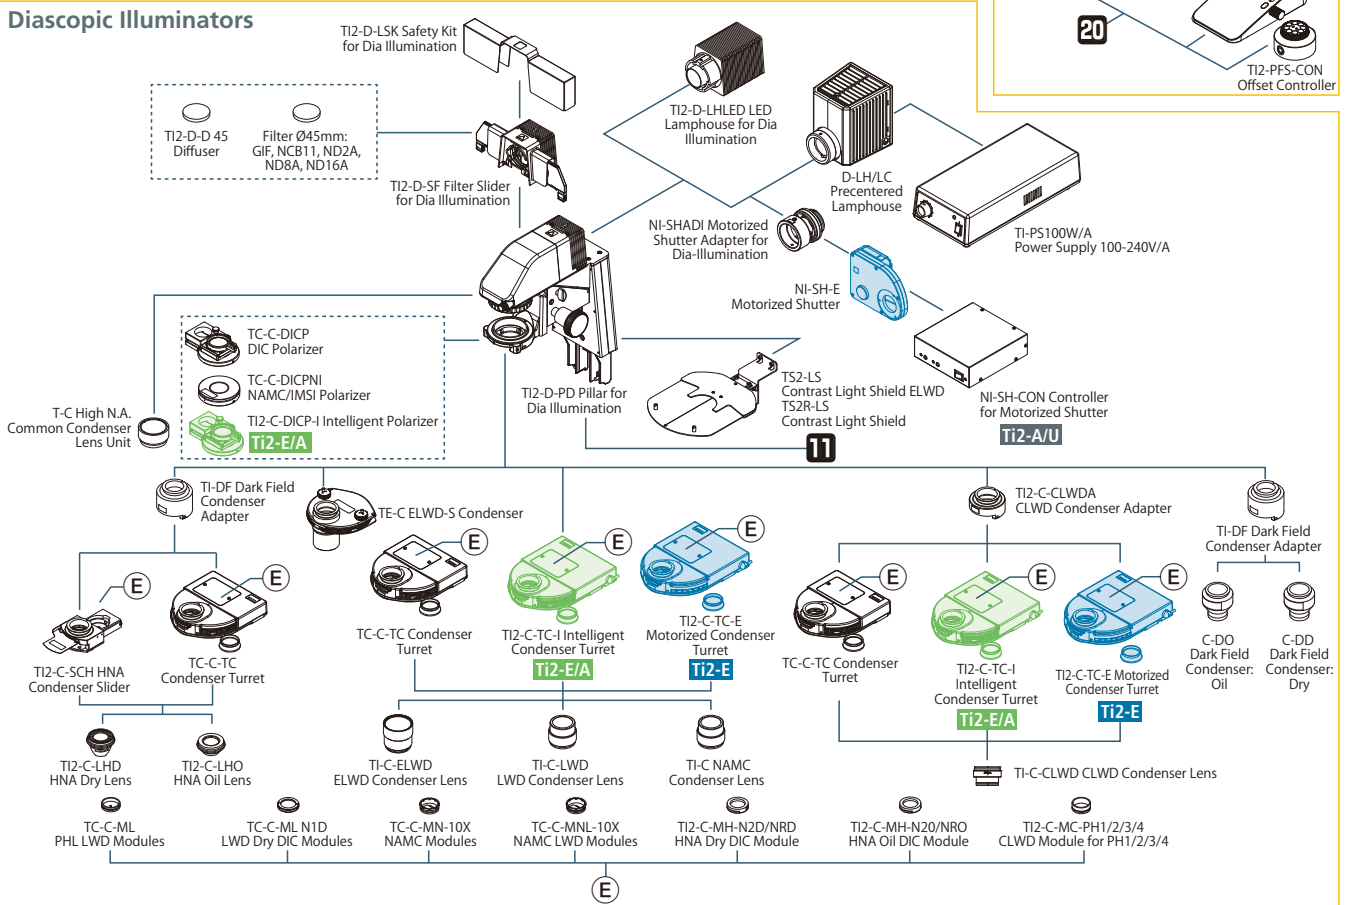 Diascopic Illuminators
TI2-D-LSK Safety Kit
for Dia Illumination
TI2-D-D 45
Diffuser
Filter Ø45mm:
GIF, NCB11, ND2A,
ND8A, ND16A
TI2-D-SF Filter Slider
for Dia Illumination
TI2-D-LHLED LED
Lamphouse for Dia
Illumination
D-LH/LC
Precentered
Lamphouse
TI-PS100W/A
Power Supply 100-240V/A
20
TI2-PFS-CON
Offset Controller
NI-SHADI Motorized
Shutter Adapter for
Dia-Illumination
NI-SH-E
Motorized Shutter
NI-SH-CON Controller
for Motorized Shutter
Ti2-A/U
TC-C-DICP
DIC Polarizer
TC-C-DICPNI
NAMC/IMSI Polarizer
TI2-C-DICP-I Intelligent Polarizer
Ti2-E/A
T-C High N.A.
Common Condenser
Lens Unit
TI2-D-PD Pillar for
Dia Illumination
TS2-LS
Contrast Light Shield ELWD
TS2R-LS
Contrast Light Shield
11
TI-DF Dark Field
Condenser
Adapter
TE-C ELWD-S Condenser
TI2-C-CLWDA
CLWD Condenser Adapter
TI-DF Dark Field
Condenser Adapter
E
E
E
E
E
E
E
E
TI2-C-SCH HNA
Condenser Slider
TC-C-TC
Condenser Turret
TC-C-TC Condenser
Turret
TI2-C-TC-I Intelligent
Condenser Turret
Ti2-E/A
TI2-C-TC-E
Motorized Condenser
Turret
Ti2-E
TC-C-TC Condenser
Turret
TI2-C-TC-I
Intelligent
Condenser Turret
Ti2-E/A
TI2-C-TC-E Motorized
Condenser Turret
Ti2-E
C-DO
Dark Field
Condenser:
Oil
C-DD
Dark Field
Condenser:
Dry
TI2-C-LHD
HNA Dry Lens
TI2-C-LHO
HNA Oil Lens
TI-C-ELWD
ELWD Condenser Lens
TI-C-LWD
LWD Condenser Lens
TI-C NAMC
Condenser Lens
TI-C-CLWD CLWD Condenser Lens
TC-C-ML
PHL LWD Modules
TC-C-ML N1D
LWD Dry DIC Modules
TC-C-MN-10X
NAMC Modules
TC-C-MNL-10X
NAMC LWD Modules
TI2-C-MH-N2D/NRD
HNA Dry DIC Module
TI2-C-MH-N20/NRO
HNA Oil DIC Module
TI2-C-MC-PH1/2/3/4
CLWD Module for PH1/2/3/4
E